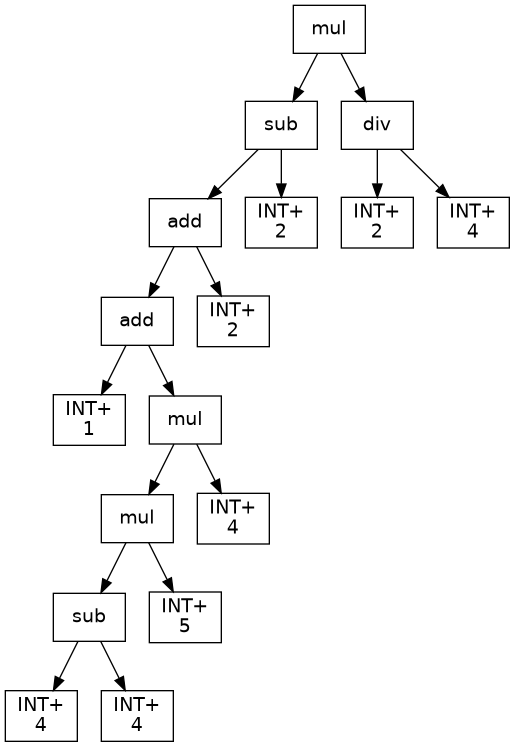 mul
sub
div
add
INT+
2
INT+
2
INT+
4
add
INT+
2
INT+
1
mul
mul
INT+
4
sub
INT+
5
INT+
4
INT+
4